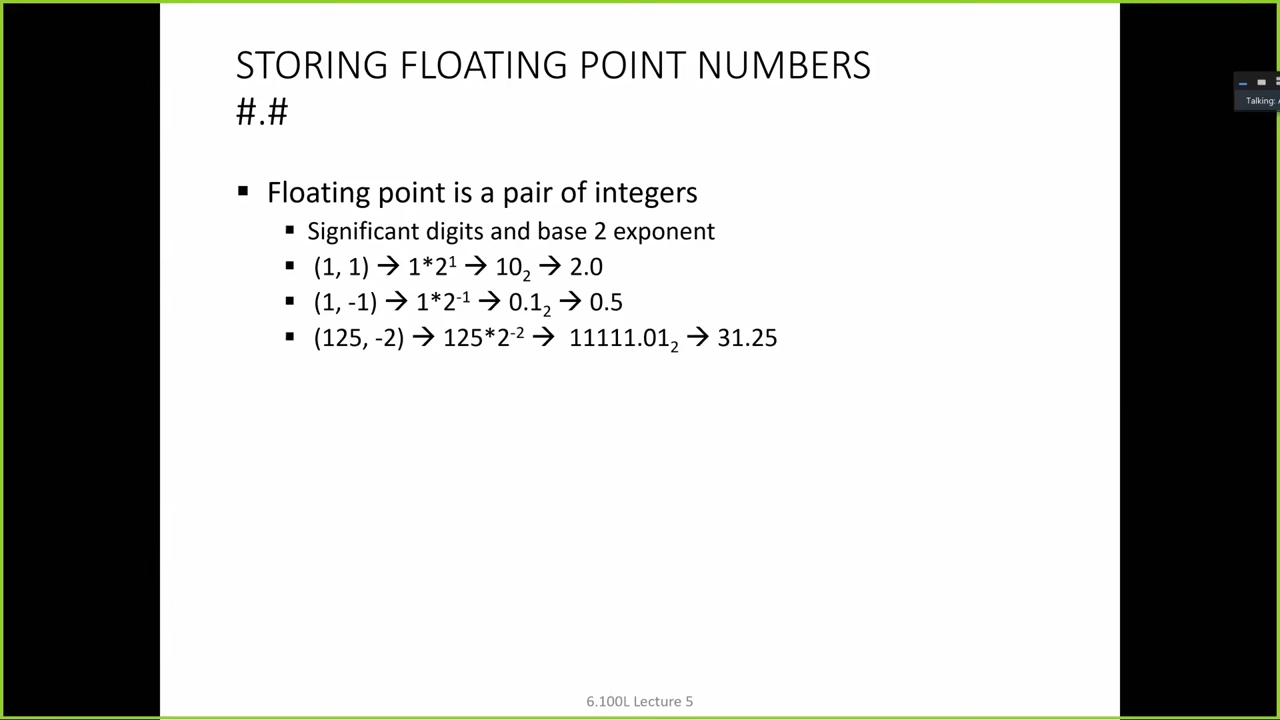 STORING FLOATING POINT NUMBERS
#.#
Talking: A
▪ Floating point is a pair of integers
▪ Significant digits and base 2 exponent
▪ (1, 1) → 1*2¹ → 10₂ → 2.0
▪ (1, -1) → 1*2⁻¹ → 0.1₂ → 0.5
▪ (125, -2) → 125*2⁻² → 11111.01₂ → 31.25
6.100L Lecture 5